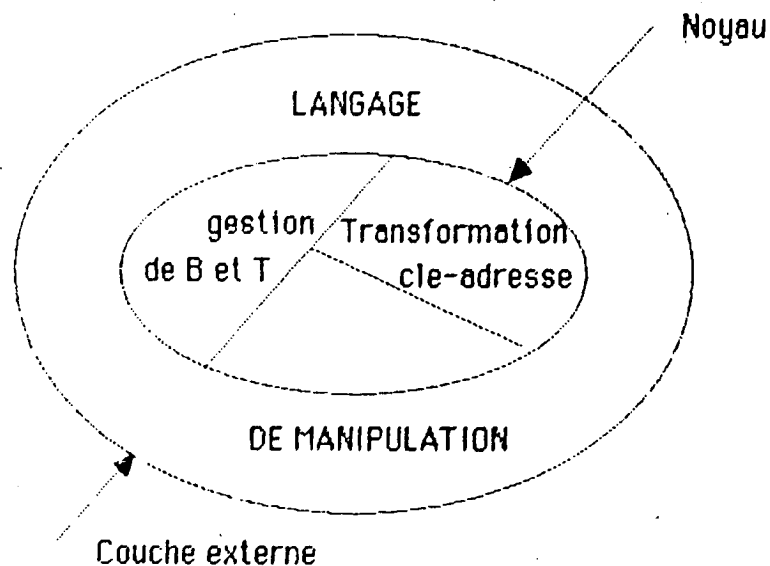 Noyau
LANGAGE
gestion
de B et T
Transformation
cle-adresse
DE MANIPULATION
Couche externe